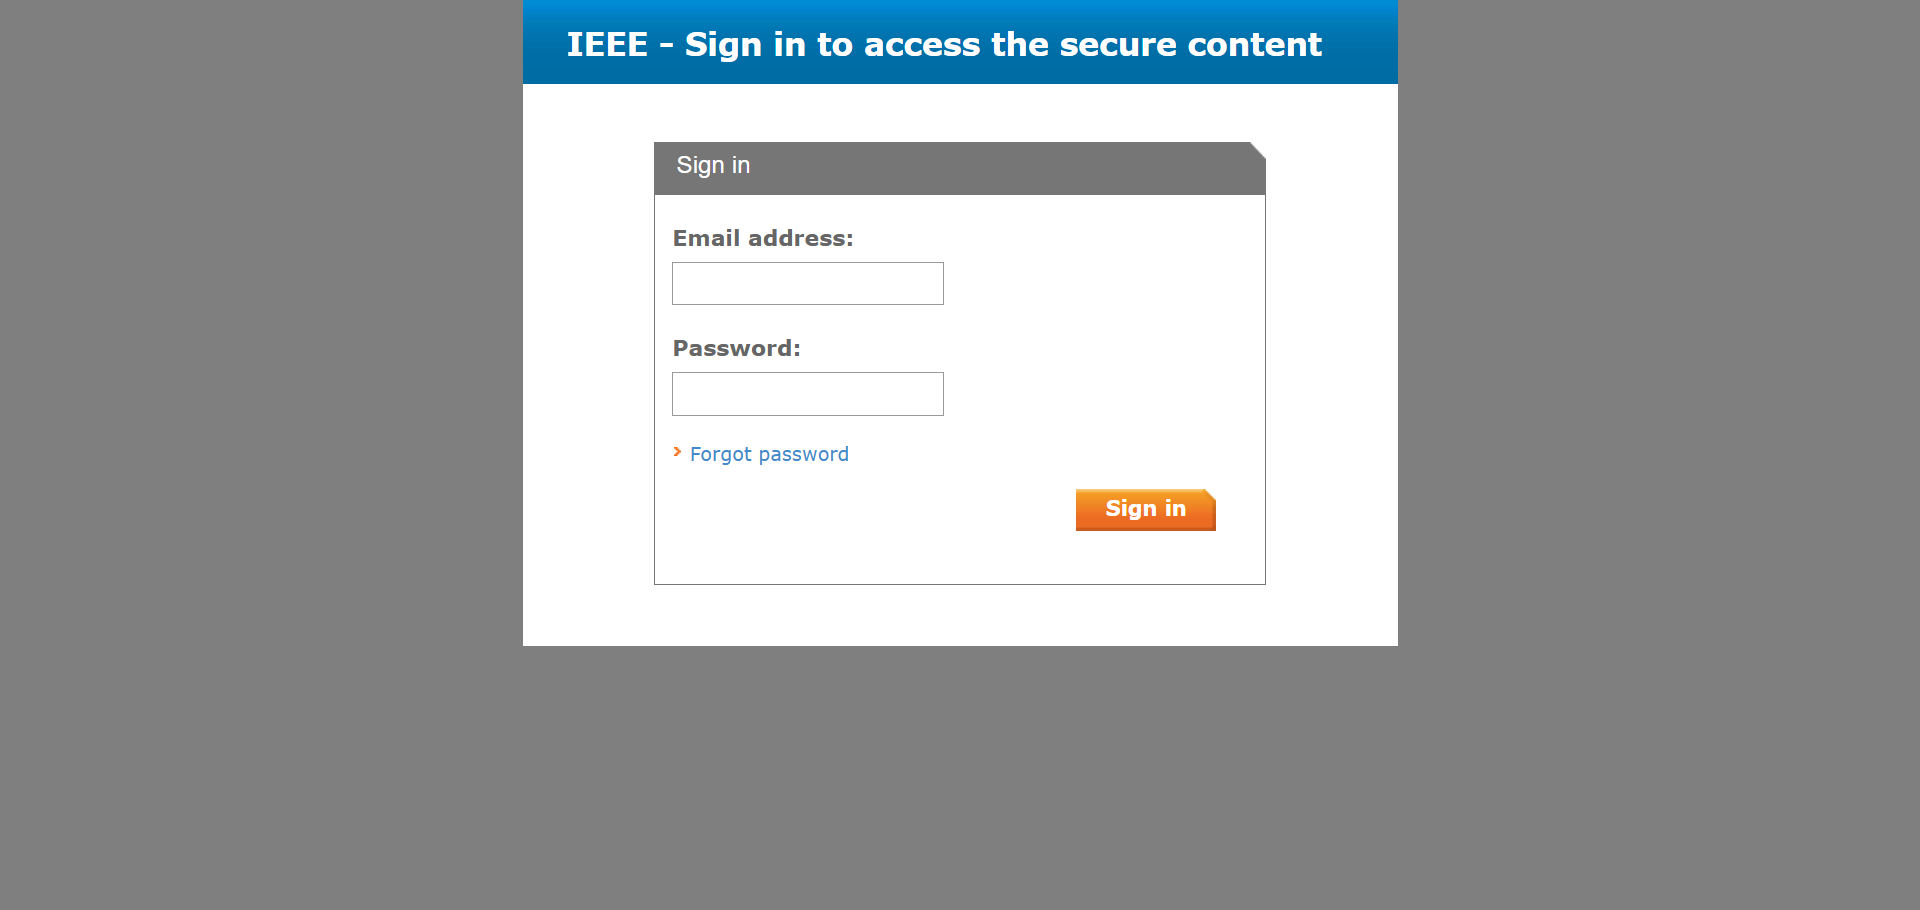 IEEE – Sign in to access the secure content
Sign in
Email address:
Password:
Forgot password
Sign in